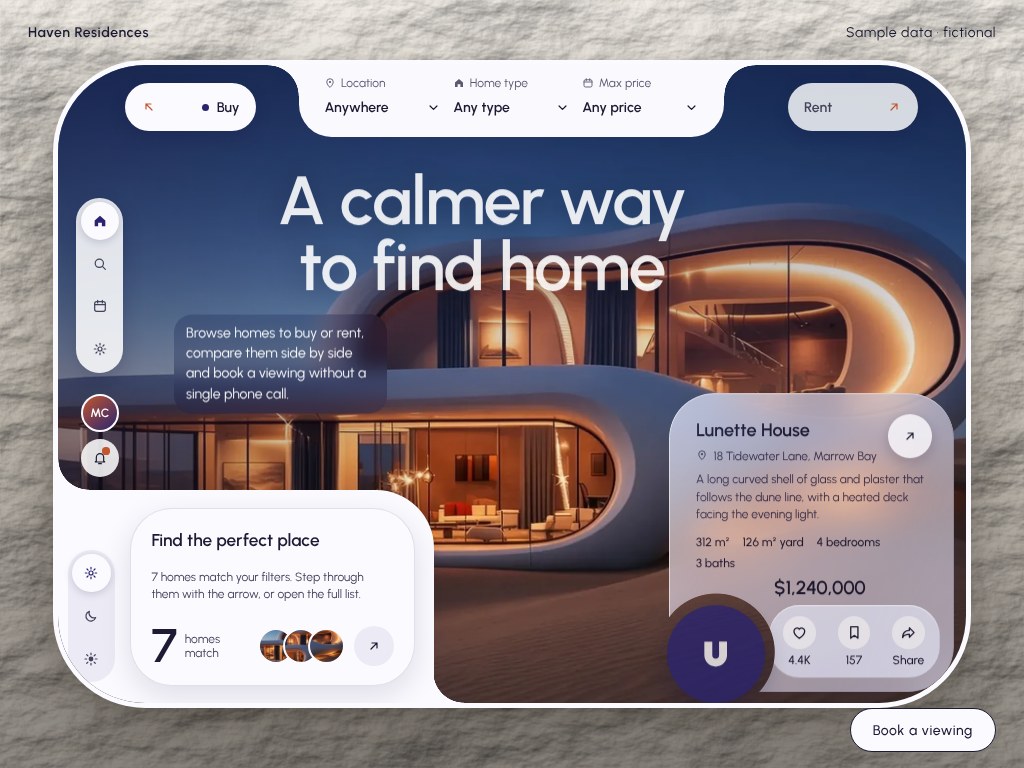 Haven Residences
Sample data · fictional
Location
Home type
Max price
Buy
Anywhere
Any type
Any price
Rent
A calmer way
to find home
Browse homes to buy or rent,
compare them side by side
and book a viewing without a
single phone call.
MC
Lunette House
18 Tidewater Lane, Marrow Bay
A long curved shell of glass and plaster that
follows the dune line, with a heated deck
facing the evening light.
312 m² 126 m² yard 4 bedrooms
3 baths
$1,240,000
Find the perfect place
7 homes match your filters. Step through
them with the arrow, or open the full list.
7 homes
match
U
4.4K
157
Share
Book a viewing